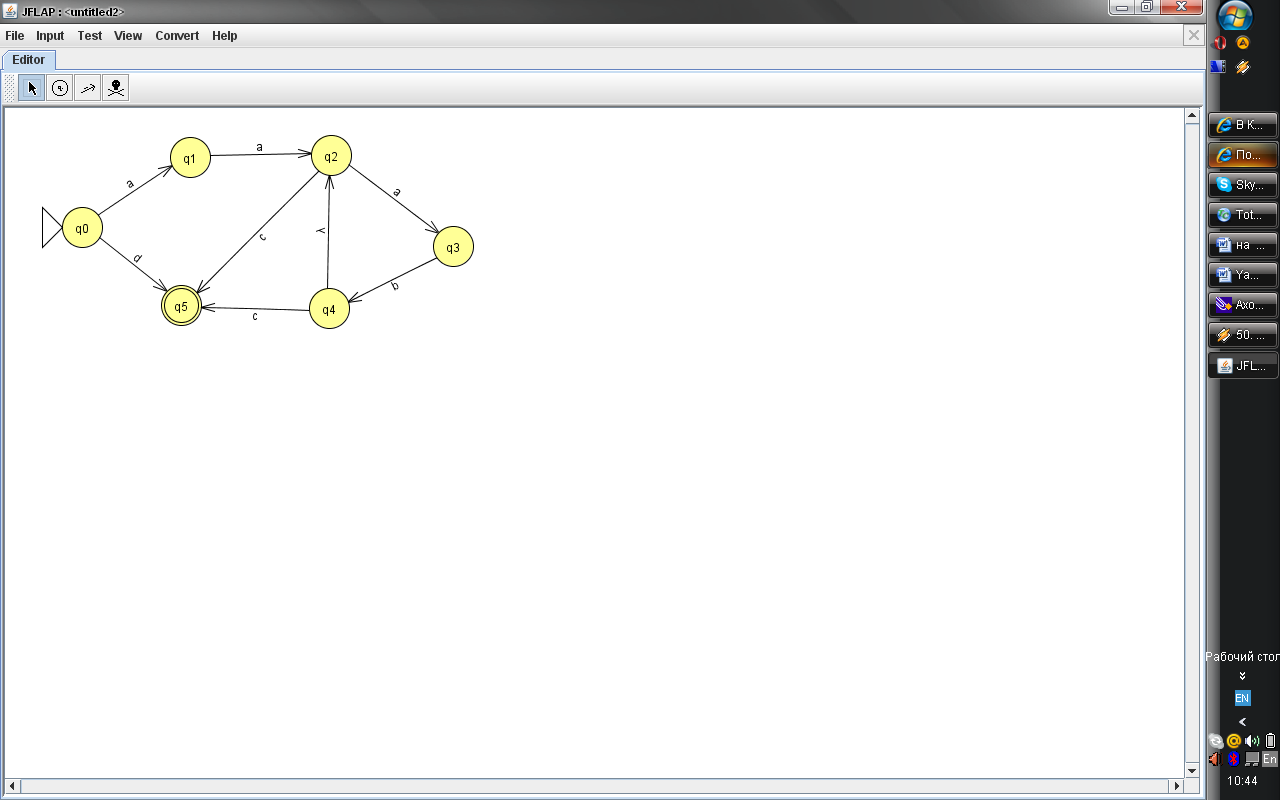 JFLAP : <untitled2>
File Input Test View Convert Help
Editor
q0
q1
q2
q3
q4
q5
a
a
a
b
c
c
d
λ
В К...
По...
Sky...
Tot...
на ...
Ya...
Ахо...
50. ...
JFL...
Рабочий стол
EN
En
10:44